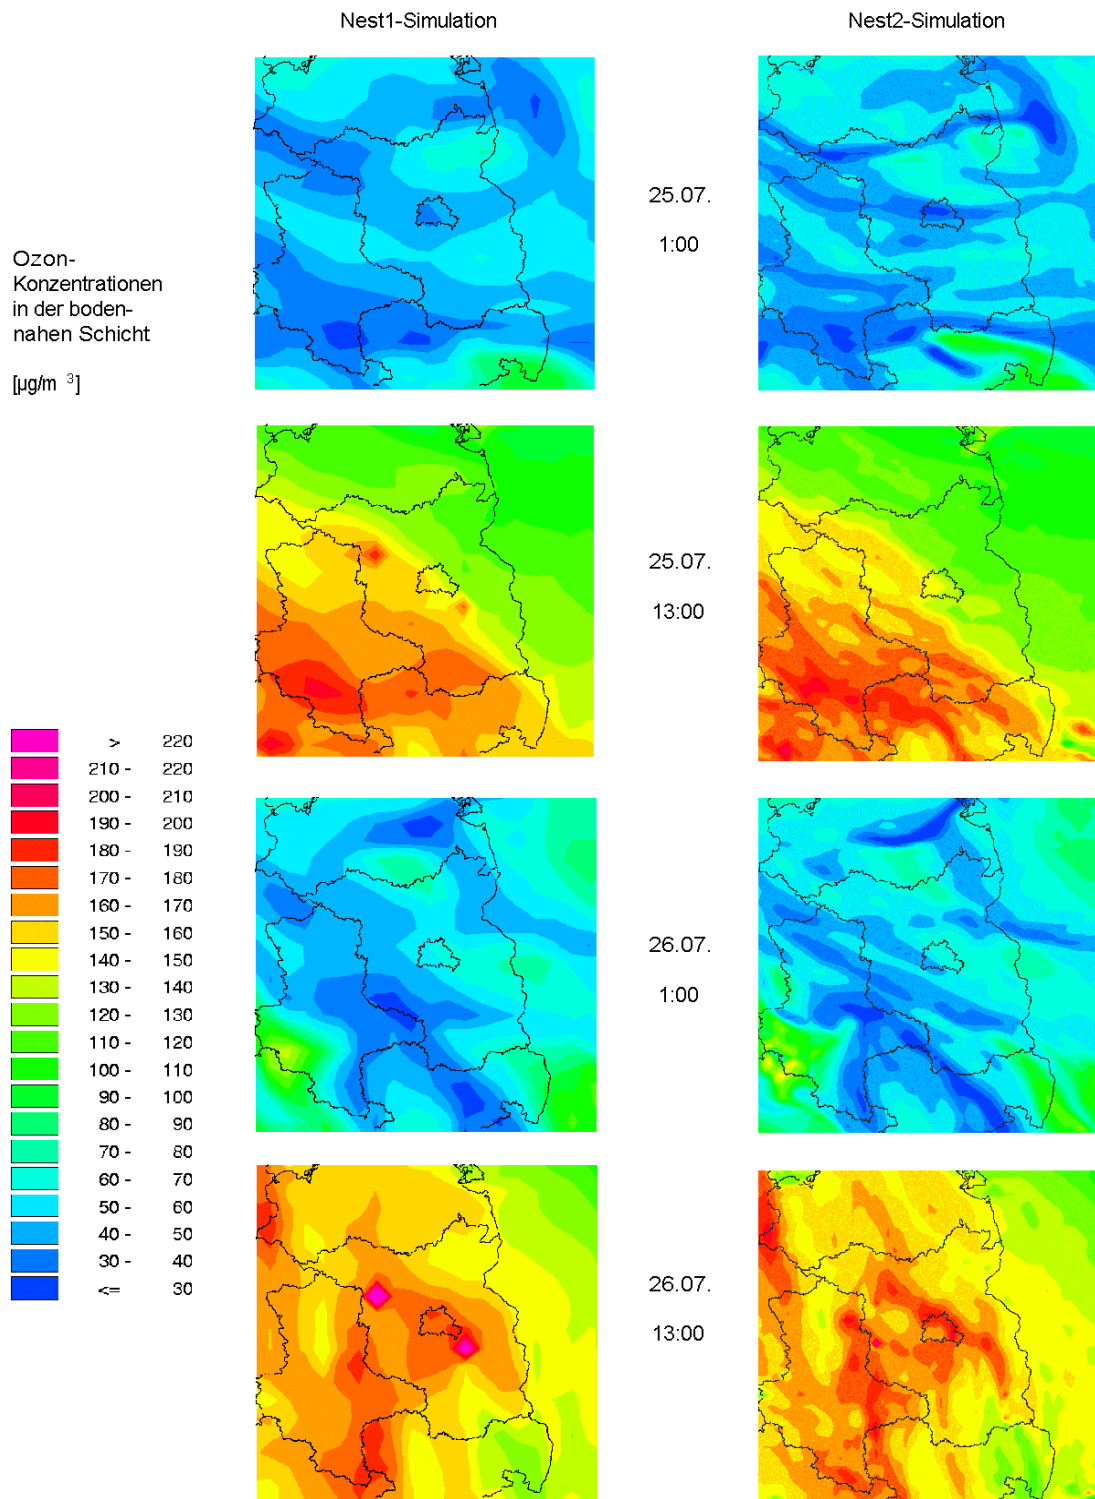 Nest1-Simulation
Nest2-Simulation
25.07.
1:00
Ozon-
Konzentrationen
in der boden-
nahen Schicht
[µg/m ³]
25.07.
13:00
> 220
210 - 220
200 - 210
190 - 200
180 - 190
170 - 180
160 - 170
150 - 160
140 - 150
130 - 140
120 - 130
110 - 120
100 - 110
90 - 100
80 - 90
70 - 80
60 - 70
50 - 60
40 - 50
30 - 40
<= 30
26.07.
1:00
26.07.
13:00